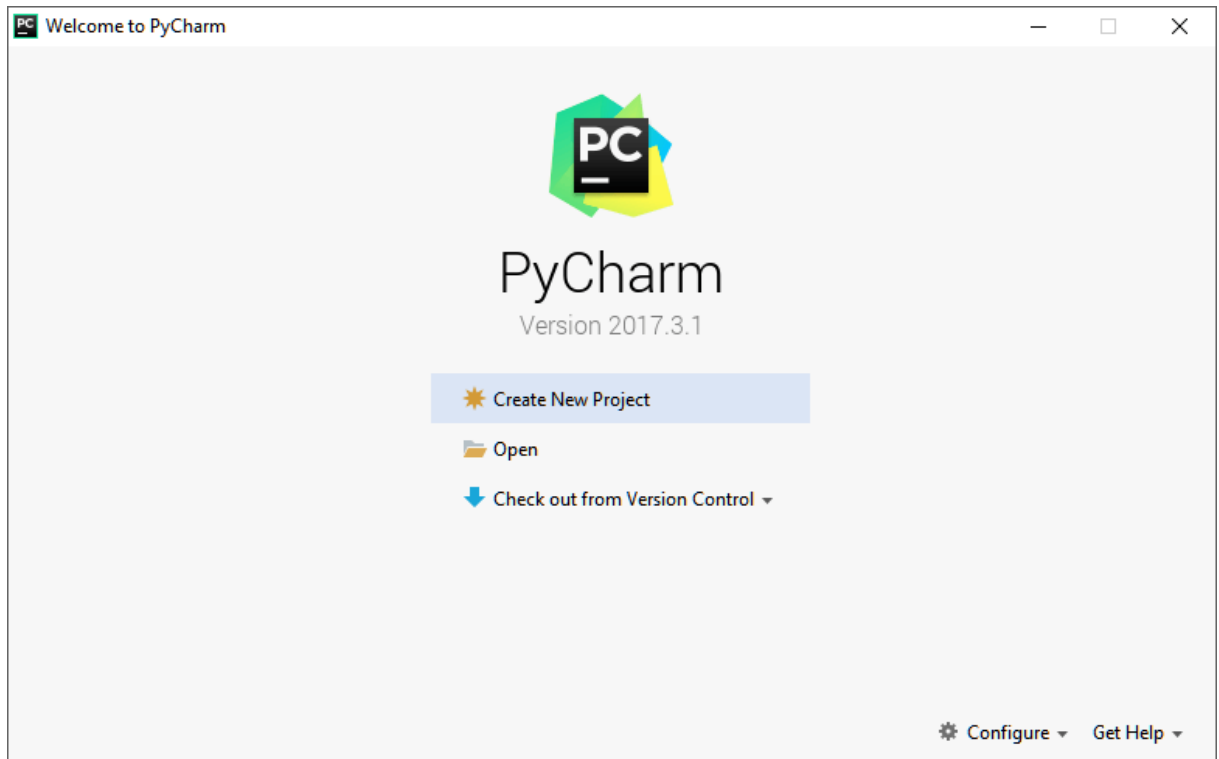 PC
Welcome to PyCharm
PC
PyCharm
Version 2017.3.1
Create New Project
Open
Check out from Version Control
Configure
Get Help